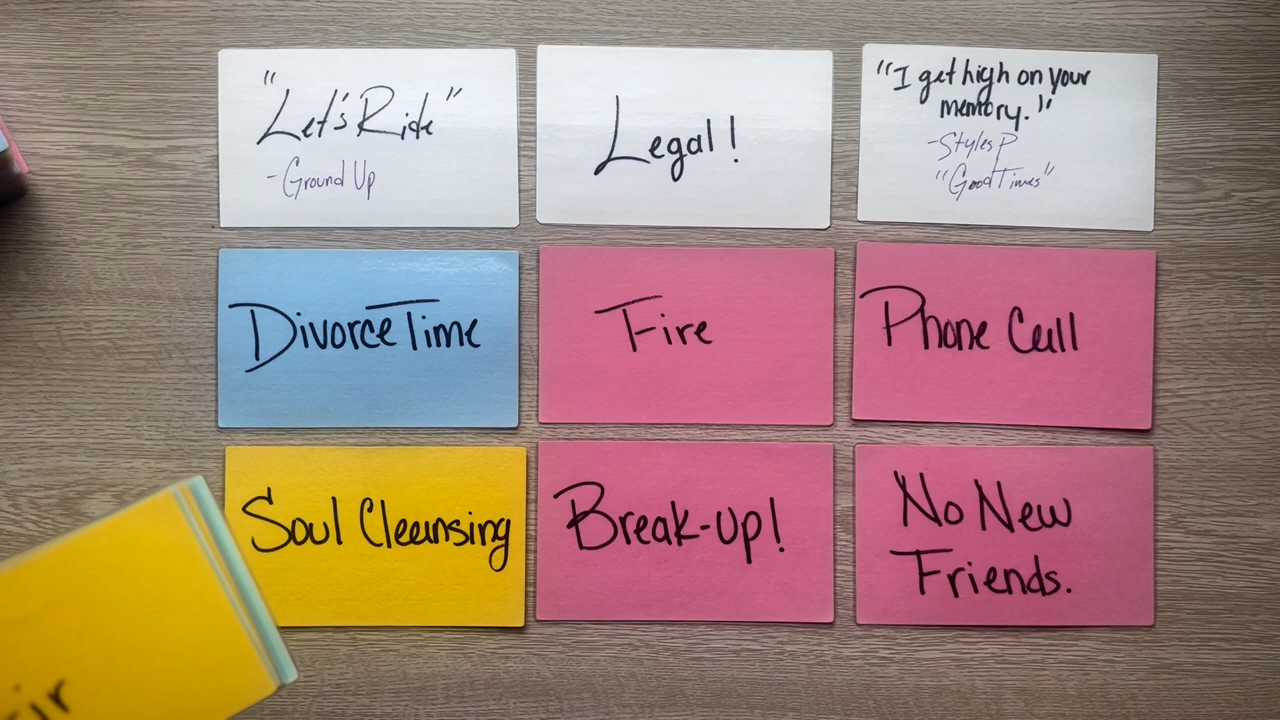 "Let's Ride"
-Ground Up
Legal!
"I get high on your
memory."
-Styles P
"Good Times"
Divorce Time
Fire
Phone Call
Soul Cleansing
Break-Up!
No New
Friends.